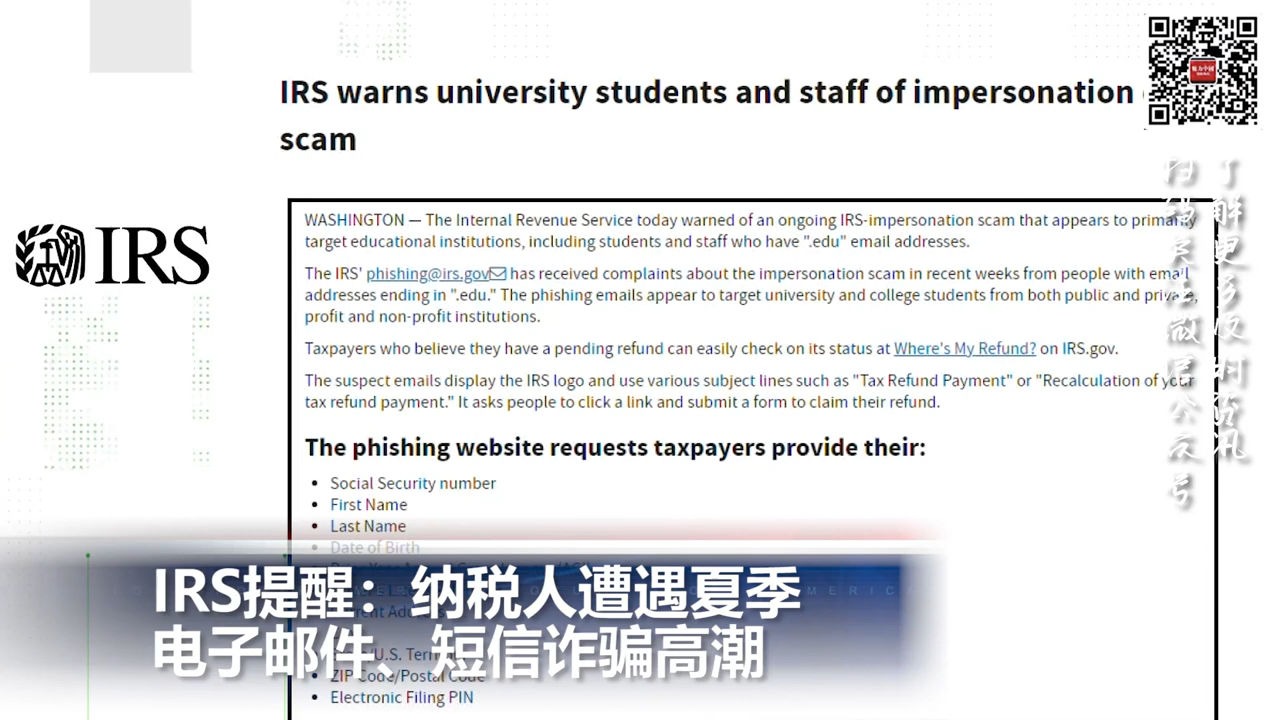 IRS warns university students and staff of impersonation
scam
IRS
WASHINGTON — The Internal Revenue Service today warned of an ongoing IRS-impersonation scam that appears to primarily
target educational institutions, including students and staff who have ".edu" email addresses.
The IRS' phishing@irs.gov has received complaints about the impersonation scam in recent weeks from people with email
addresses ending in ".edu." The phishing emails appear to target university and college students from both public and private,
profit and non-profit institutions.
Taxpayers who believe they have a pending refund can easily check on its status at Where's My Refund? on IRS.gov.
The suspect emails display the IRS logo and use various subject lines such as "Tax Refund Payment" or "Recalculation of your
tax refund payment." It asks people to click a link and submit a form to claim their refund.
The phishing website requests taxpayers provide their:
Social Security number
First Name
Last Name
Date of Birth
Current Address
ZIP Code/Postal Code
Electronic Filing PIN
IRS提醒：纳税人遭遇夏季
电子邮件、短信诈骗高潮
了解更多及时资讯
扫码关注微信公众号